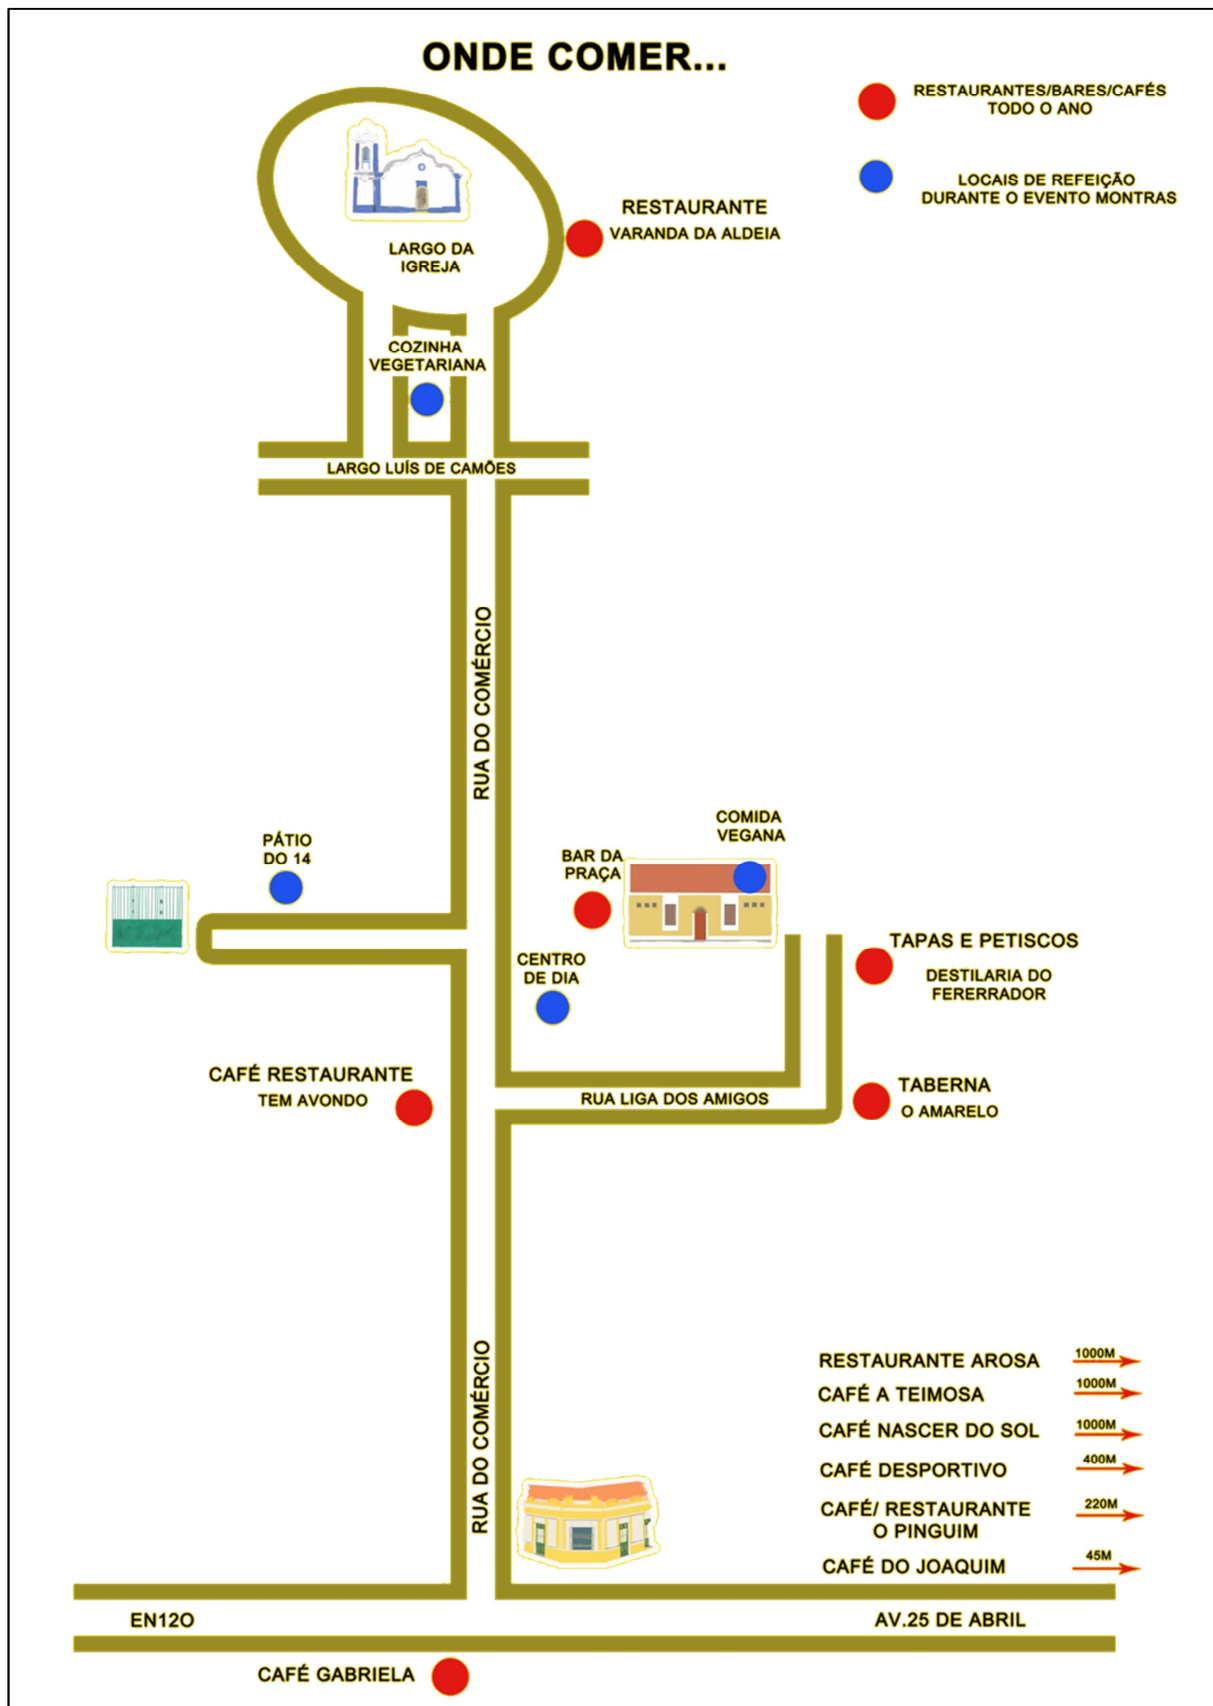 ONDE COMER...
RESTAURANTES/BARES/CAFÉS
TODO O ANO
LOCAIS DE REFEIÇÃO
DURANTE O EVENTO MONTRAS
RESTAURANTE
VARANDA DA ALDEIA
LARGO DA
IGREJA
COZINHA
VEGETARIANA
LARGO LUÍS DE CAMÕES
RUA DO COMÉRCIO
COMIDA
VEGANA
PÁTIO
DO 14
BAR DA
PRAÇA
TAPAS E PETISCOS
DESTILARIA DO
FERERRADOR
CENTRO
DE DIA
CAFÉ RESTAURANTE
TEM AVONDO
RUA LIGA DOS AMIGOS
TABERNA
O AMARELO
RUA DO COMÉRCIO
RESTAURANTE AROSA 1000M
CAFÉ A TEIMOSA 1000M
CAFÉ NASCER DO SOL 1000M
CAFÉ DESPORTIVO 400M
CAFÉ/ RESTAURANTE 220M
O PINGUIM
CAFÉ DO JOAQUIM 45M
EN12O
AV.25 DE ABRIL
CAFÉ GABRIELA